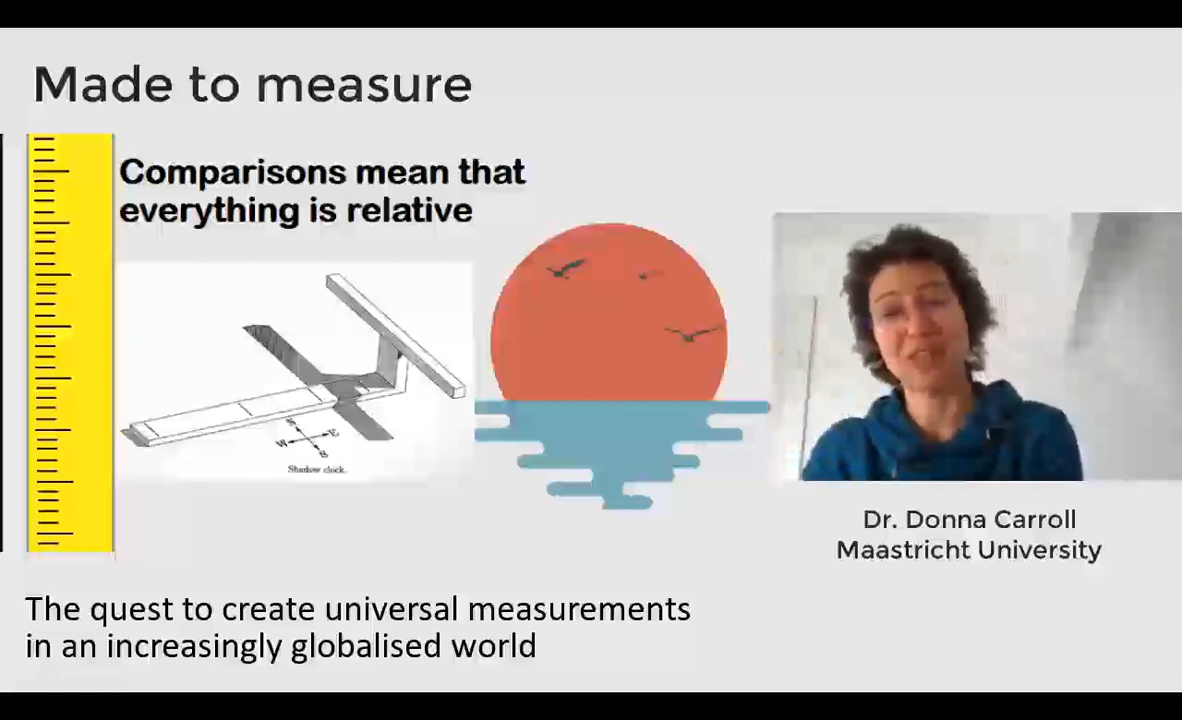 Made to measure
Comparisons mean that
everything is relative
W
E
S
Shadow clock.
Dr. Donna Carroll
Maastricht University
The quest to create universal measurements
in an increasingly globalised world